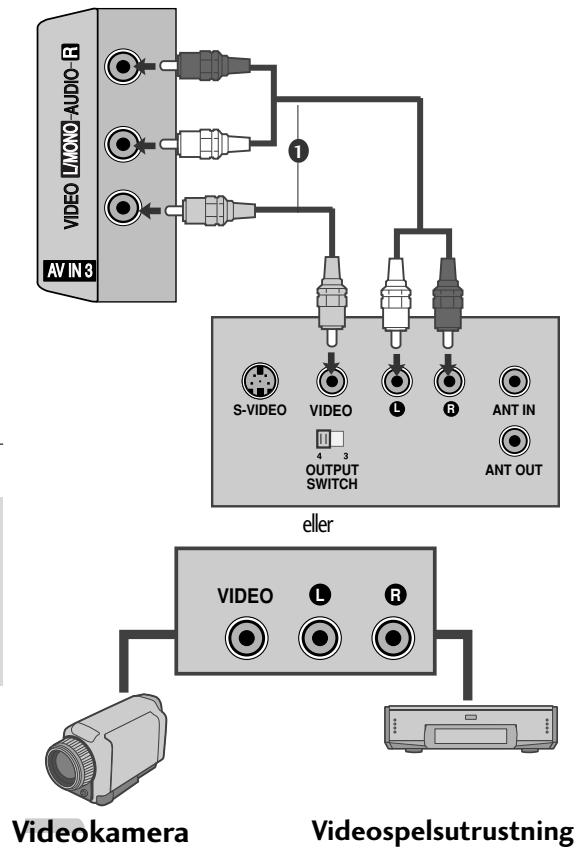 VIDEO L/MONO-AUDIO-R
AV IN 3
1
S-VIDEO VIDEO L R ANT IN
4 3
OUTPUT
SWITCH
ANT OUT
eller
VIDEO L R
Videokamera Videospelsutrustning